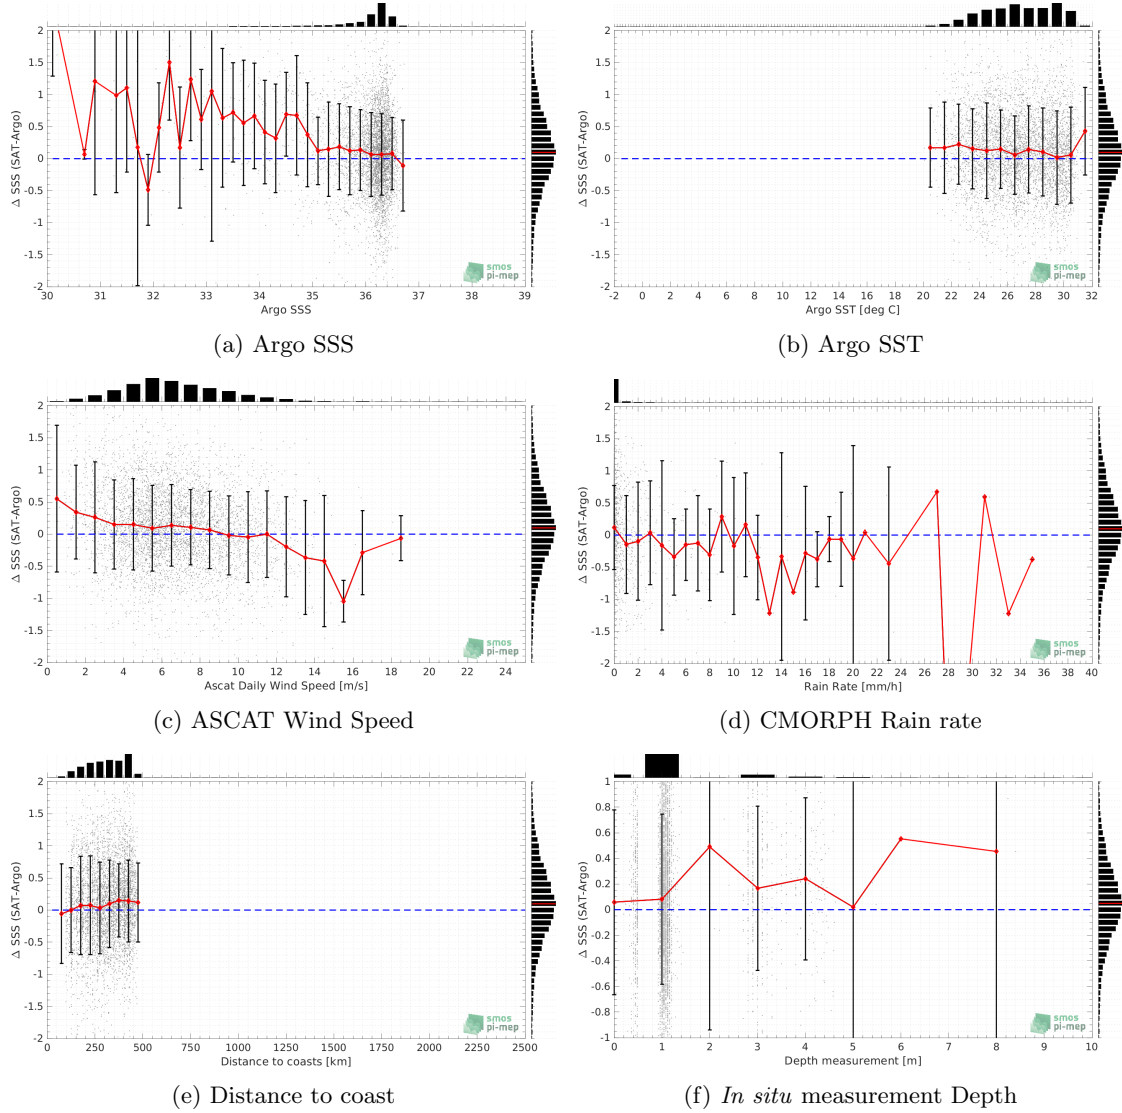 2
1.5
1
0.5
0
-0.5
-1
-1.5
-2
Δ SSS (SAT-Argo)
30 31 32 33 34 35 36 37 38 39
Argo SSS
smos
pi-mep
(a) Argo SSS
2
1.5
1
0.5
0
-0.5
-1
-1.5
-2
Δ SSS (SAT-Argo)
-2 0 2 4 6 8 10 12 14 16 18 20 22 24 26 28 30 32
Argo SST [deg C]
smos
pi-mep
(b) Argo SST
2
1.5
1
0.5
0
-0.5
-1
-1.5
-2
Δ SSS (SAT-Argo)
0 2 4 6 8 10 12 14 16 18 20 22 24
Ascat Daily Wind Speed [m/s]
smos
pi-mep
(c) ASCAT Wind Speed
2
1.5
1
0.5
0
-0.5
-1
-1.5
-2
Δ SSS (SAT-Argo)
0 2 4 6 8 10 12 14 16 18 20 22 24 26 28 30 32 34 36 38 40
Rain Rate [mm/h]
smos
pi-mep
(d) CMORPH Rain rate
2
1.5
1
0.5
0
-0.5
-1
-1.5
-2
Δ SSS (SAT-Argo)
0 250 500 750 1000 1250 1500 1750 2000 2250 2500
Distance to coasts [km]
smos
pi-mep
(e) Distance to coast
1
0.8
0.6
0.4
0.2
0
-0.2
-0.4
-0.6
-0.8
-1
Δ SSS (SAT-Argo)
0 1 2 3 4 5 6 7 8 9 10
Depth measurement [m]
smos
pi-mep
(f) In situ measurement Depth